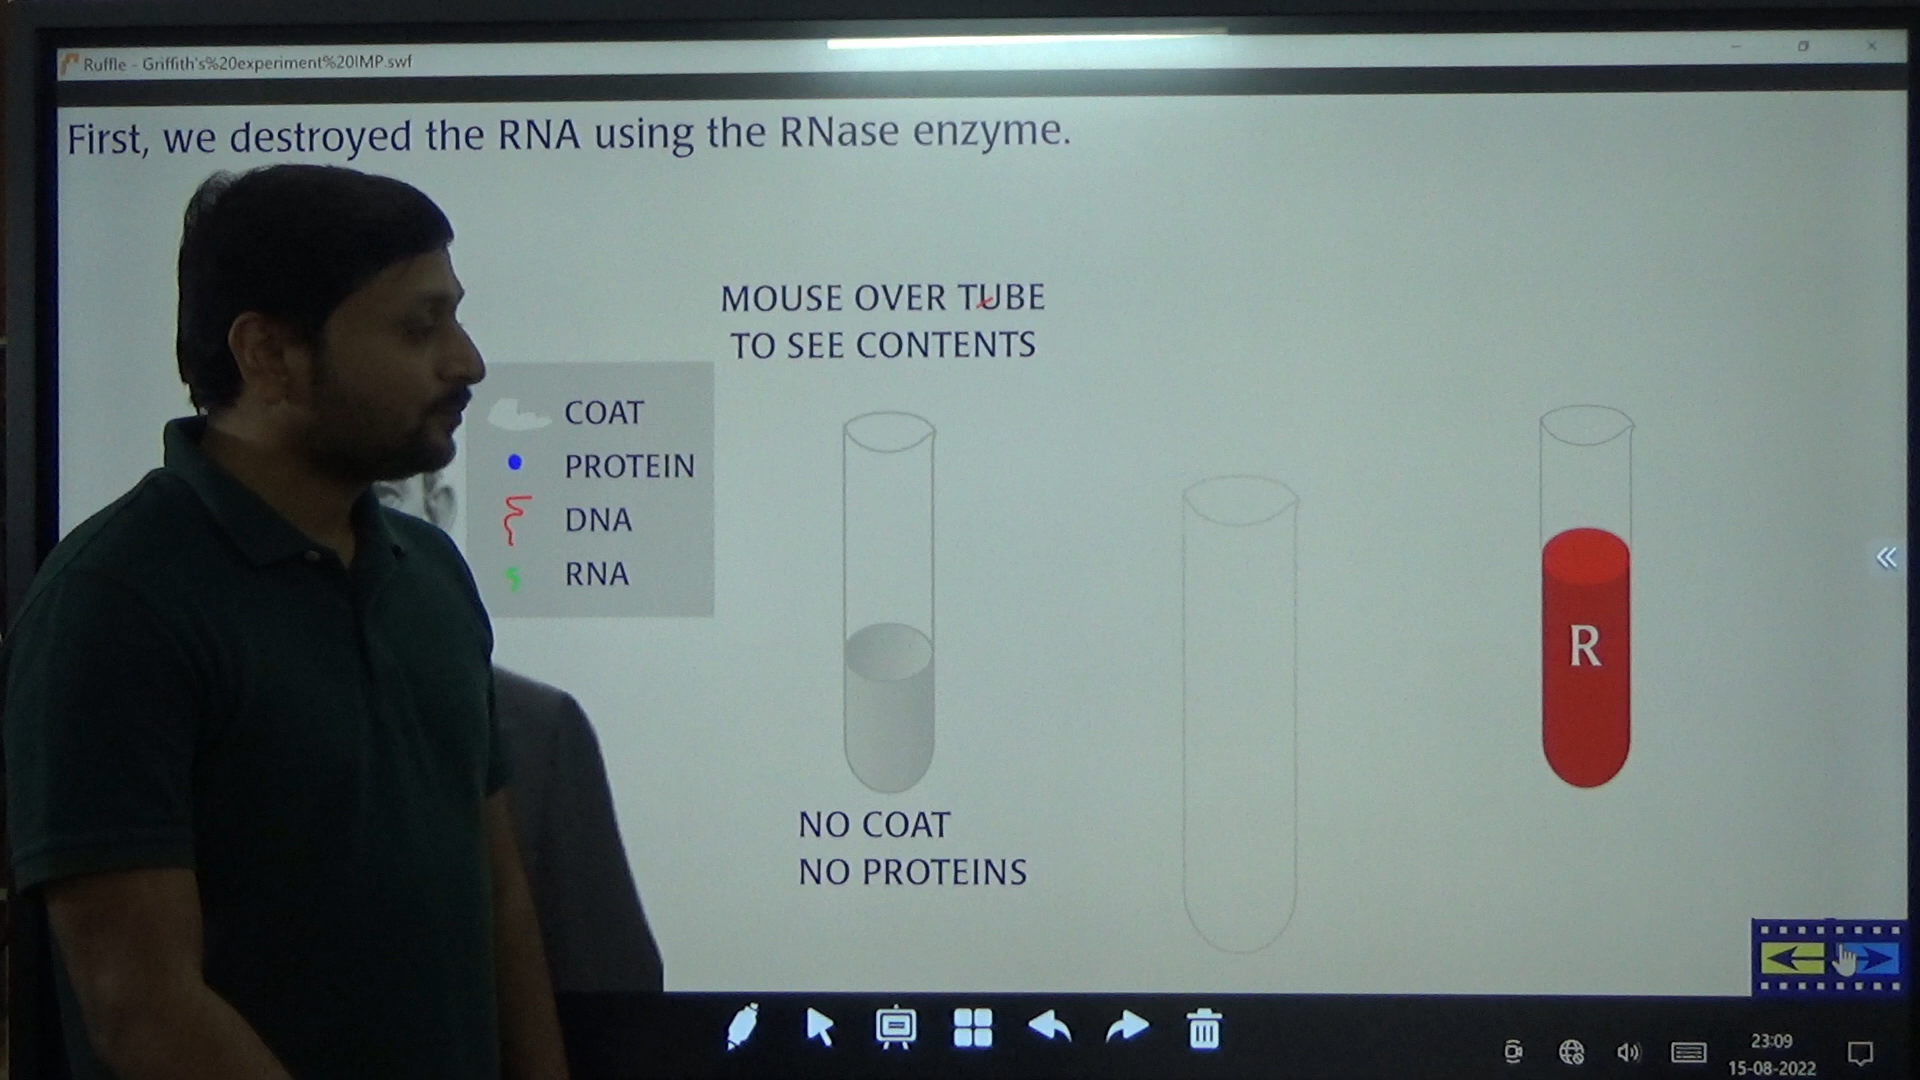 Ruffle - Griffith's%20experiment%20IMP.swf
First, we destroyed the RNA using the RNase enzyme.
MOUSE OVER TUBE
TO SEE CONTENTS
COAT
PROTEIN
DNA
RNA
R
NO COAT
NO PROTEINS
23:09
15-08-2022